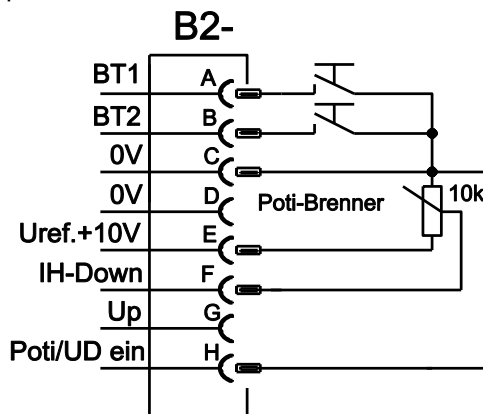 B2-
BT1 A
BT2 B
0V C
0V D
Poti-Brenner 10k
Uref.+10V E
IH-Down F
Up G
Poti/UD ein H